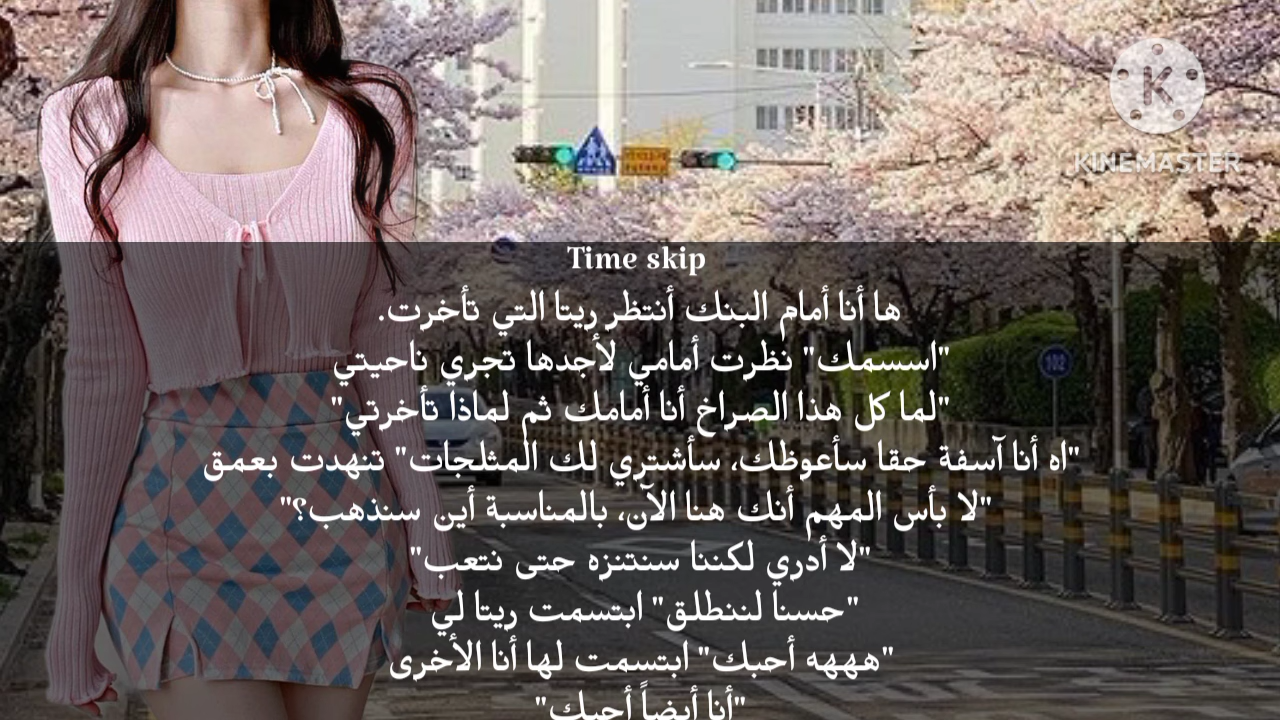 KINEMASTER
102
Time skip
ها أنا أمام البنك أنتظر ريتا التي تأخرت.
"اسسمك" نظرت أمامي لأجدها تجري ناحيتي
"لما كل هذا الصراخ أنا أمامك ثم لماذا تأخرتي"
"اه أنا آسفة حقا سأعوظك، سأشتري لك المثلجات" تنهدت بعمق
"لا بأس المهم أنك هنا الآن، بالمناسبة أين سنذهب؟"
"لا أدري لكننا سنتنزه حتى نتعب"
"حسنا لننطلق" ابتسمت ريتا لي
"هههه أحبك" ابتسمت لها أنا الأخرى
"أنا أيضاً أحبك"